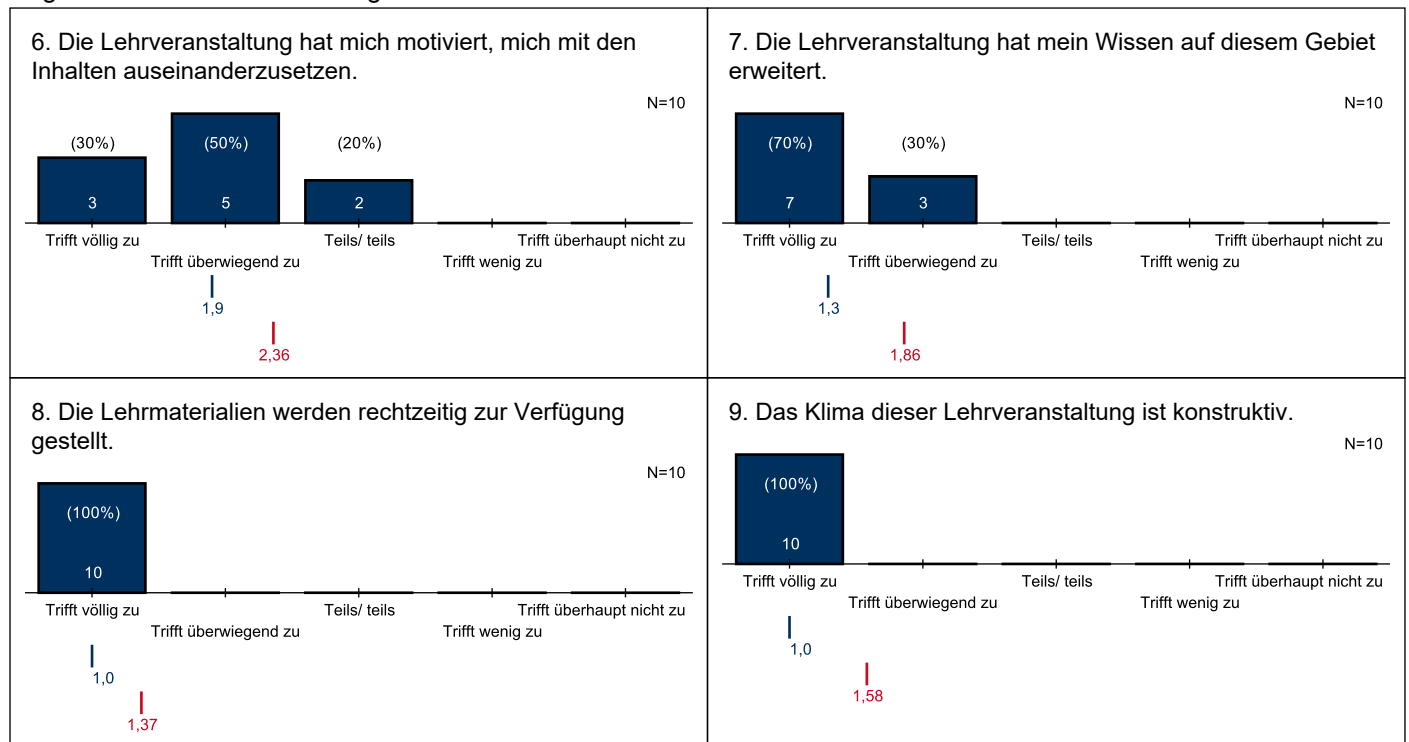 6. Die Lehrveranstaltung hat mich motiviert, mich mit den
Inhalten auseinanderzusetzen.
N=10
(30%)
(50%)
(20%)
3
5
2
Trifft völlig zu
Trifft überwiegend zu
Teils/ teils
Trifft wenig zu
Trifft überhaupt nicht zu
1,9
2,36
7. Die Lehrveranstaltung hat mein Wissen auf diesem Gebiet
erweitert.
N=10
(70%)
(30%)
7
3
Trifft völlig zu
Trifft überwiegend zu
Teils/ teils
Trifft wenig zu
Trifft überhaupt nicht zu
1,3
1,86
8. Die Lehrmaterialien werden rechtzeitig zur Verfügung
gestellt.
N=10
(100%)
10
Trifft völlig zu
Trifft überwiegend zu
Teils/ teils
Trifft wenig zu
Trifft überhaupt nicht zu
1,0
1,37
9. Das Klima dieser Lehrveranstaltung ist konstruktiv.
N=10
(100%)
10
Trifft völlig zu
Trifft überwiegend zu
Teils/ teils
Trifft wenig zu
Trifft überhaupt nicht zu
1,0
1,58